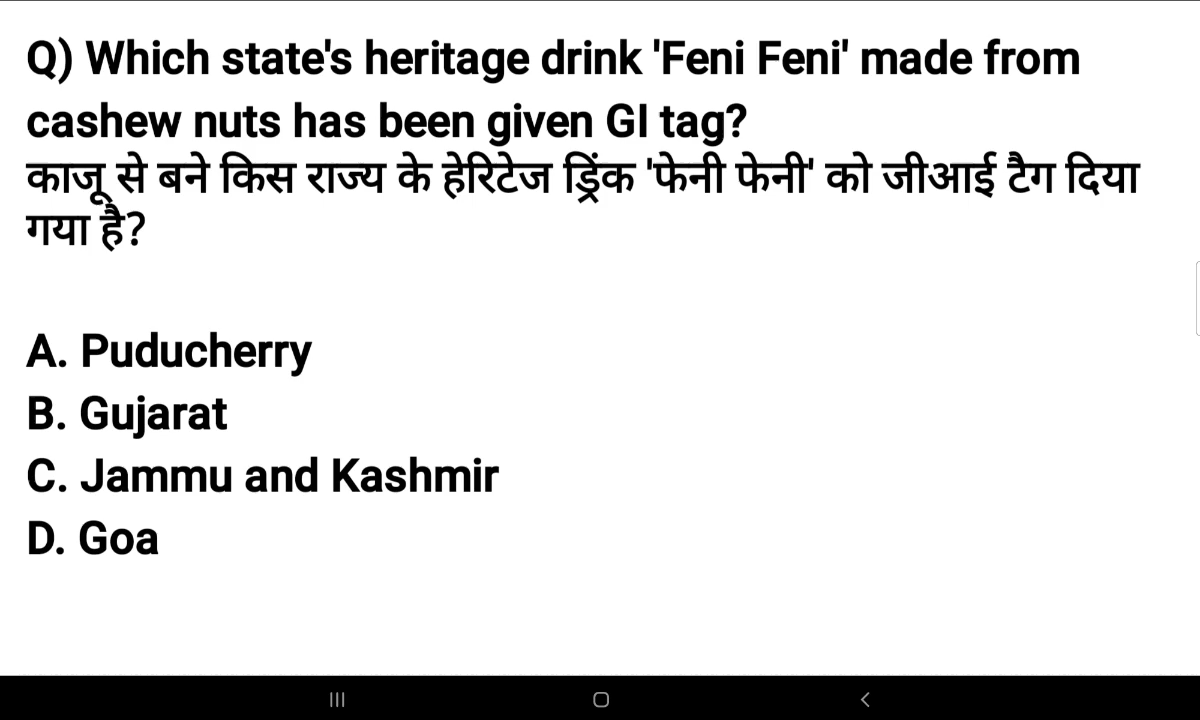 Q) Which state's heritage drink 'Feni Feni' made from
cashew nuts has been given GI tag?
काजू से बने किस राज्य के हेरिटेज ड्रिंक 'फेनी फेनी' को जीआई टैग दिया
गया है?
A. Puducherry
B. Gujarat
C. Jammu and Kashmir
D. Goa